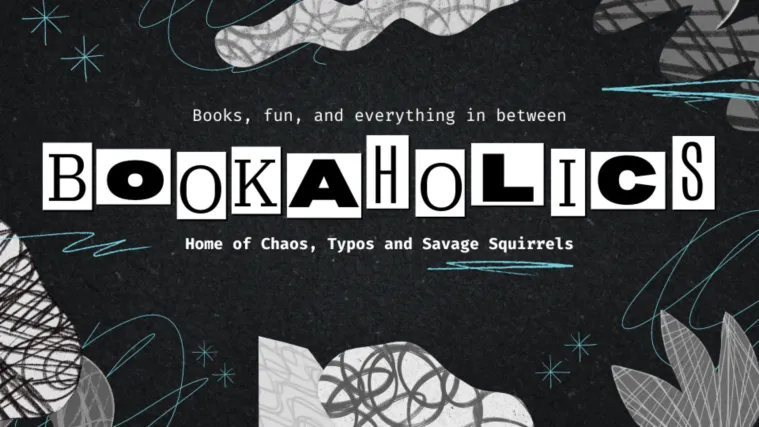 Books, fun, and everything in between
BOOKAHOLICS
Home of Chaos, Typos and Savage Squirrels